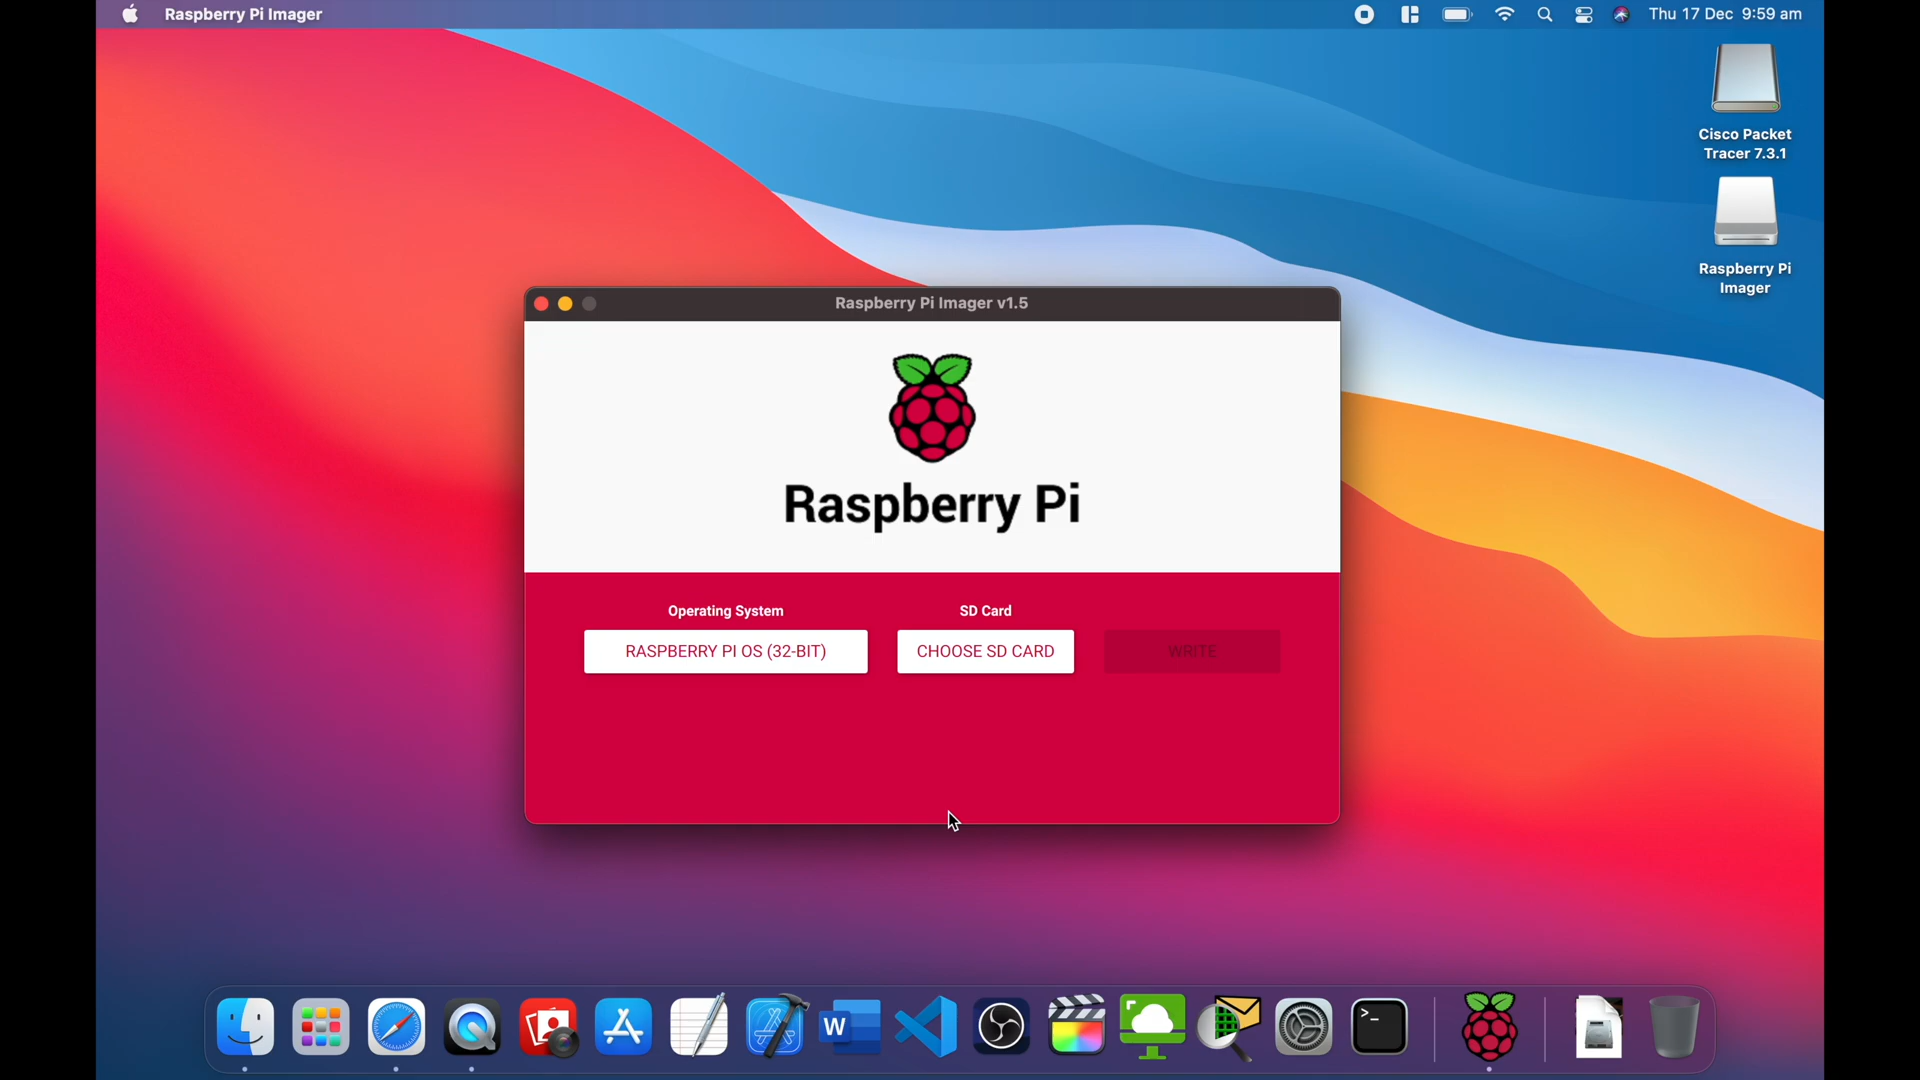 Raspberry Pi Imager
Thu 17 Dec 9:59 am
Cisco Packet
Tracer 7.3.1
Raspberry Pi
Imager
Raspberry Pi Imager v1.5
Raspberry Pi
Operating System
SD Card
RASPBERRY PI OS (32-BIT)
CHOOSE SD CARD
WRITE
W
>_